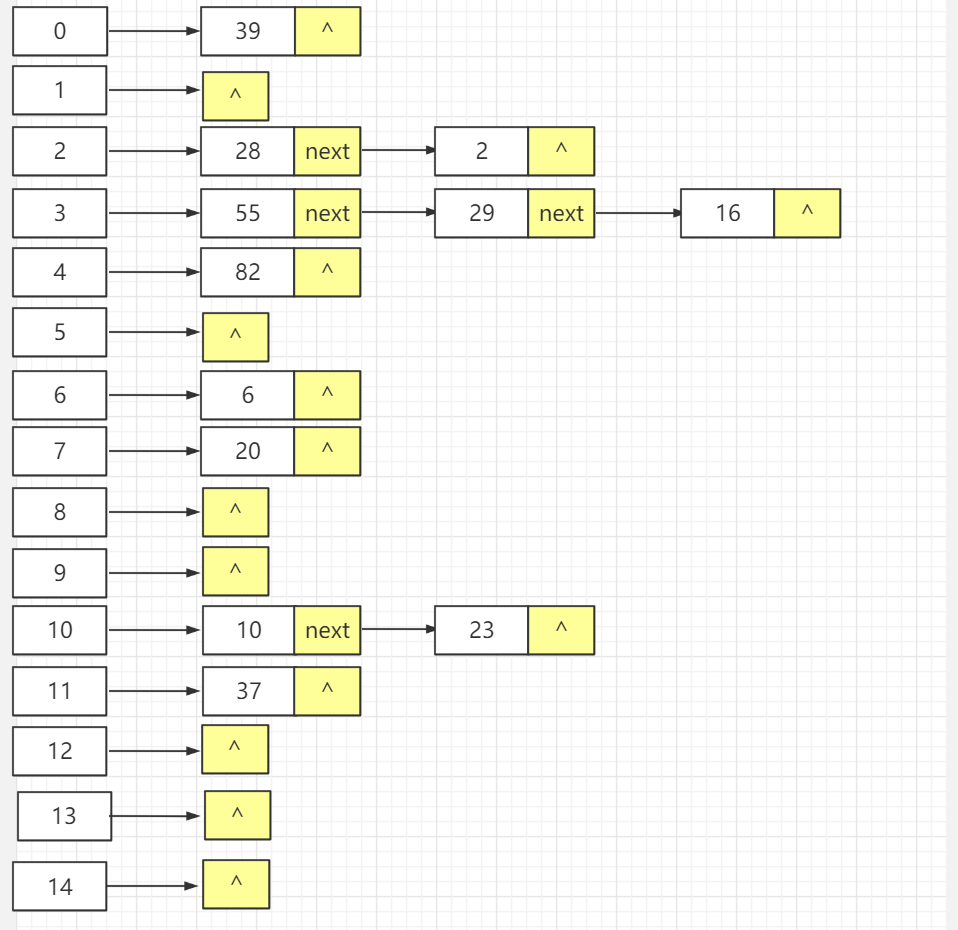 0 39 ^
1 ^
2 28 next 2 ^
3 55 next 29 next 16 ^
4 82 ^
5 ^
6 6 ^
7 20 ^
8 ^
9 ^
10 10 next 23 ^
11 37 ^
12 ^
13 ^
14 ^